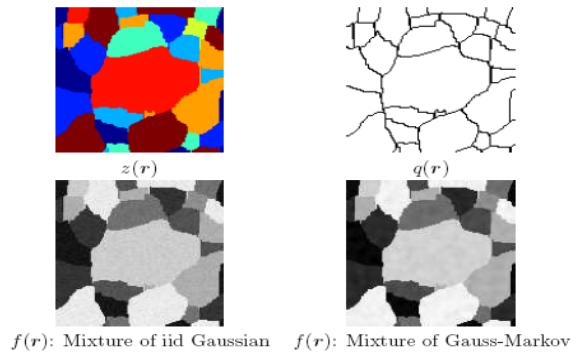 z(r) q(r)
f(r): Mixture of iid Gaussian f(r): Mixture of Gauss-Markov